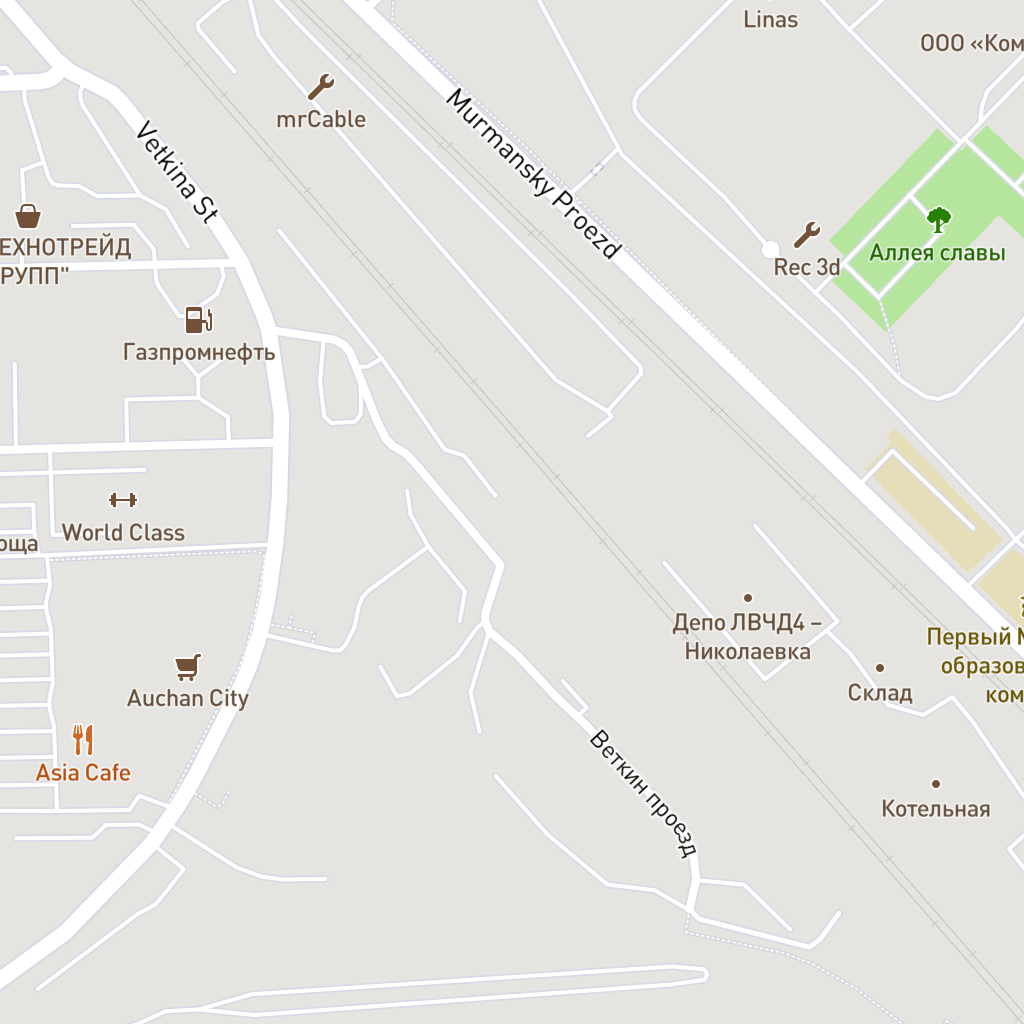 Linas
ООО «Ком
mrCable
Murmansky Proezd
Vetkina St
ЕХНОТРЕЙД
РУПП"
Аллея славы
Rec 3d
Газпромнефть
World Class
оща
Депо ЛВЧД4 –
Николаевка
Первый М
образов
ком
Склад
Auchan City
Asia Cafe
Веткин проезд
Котельная